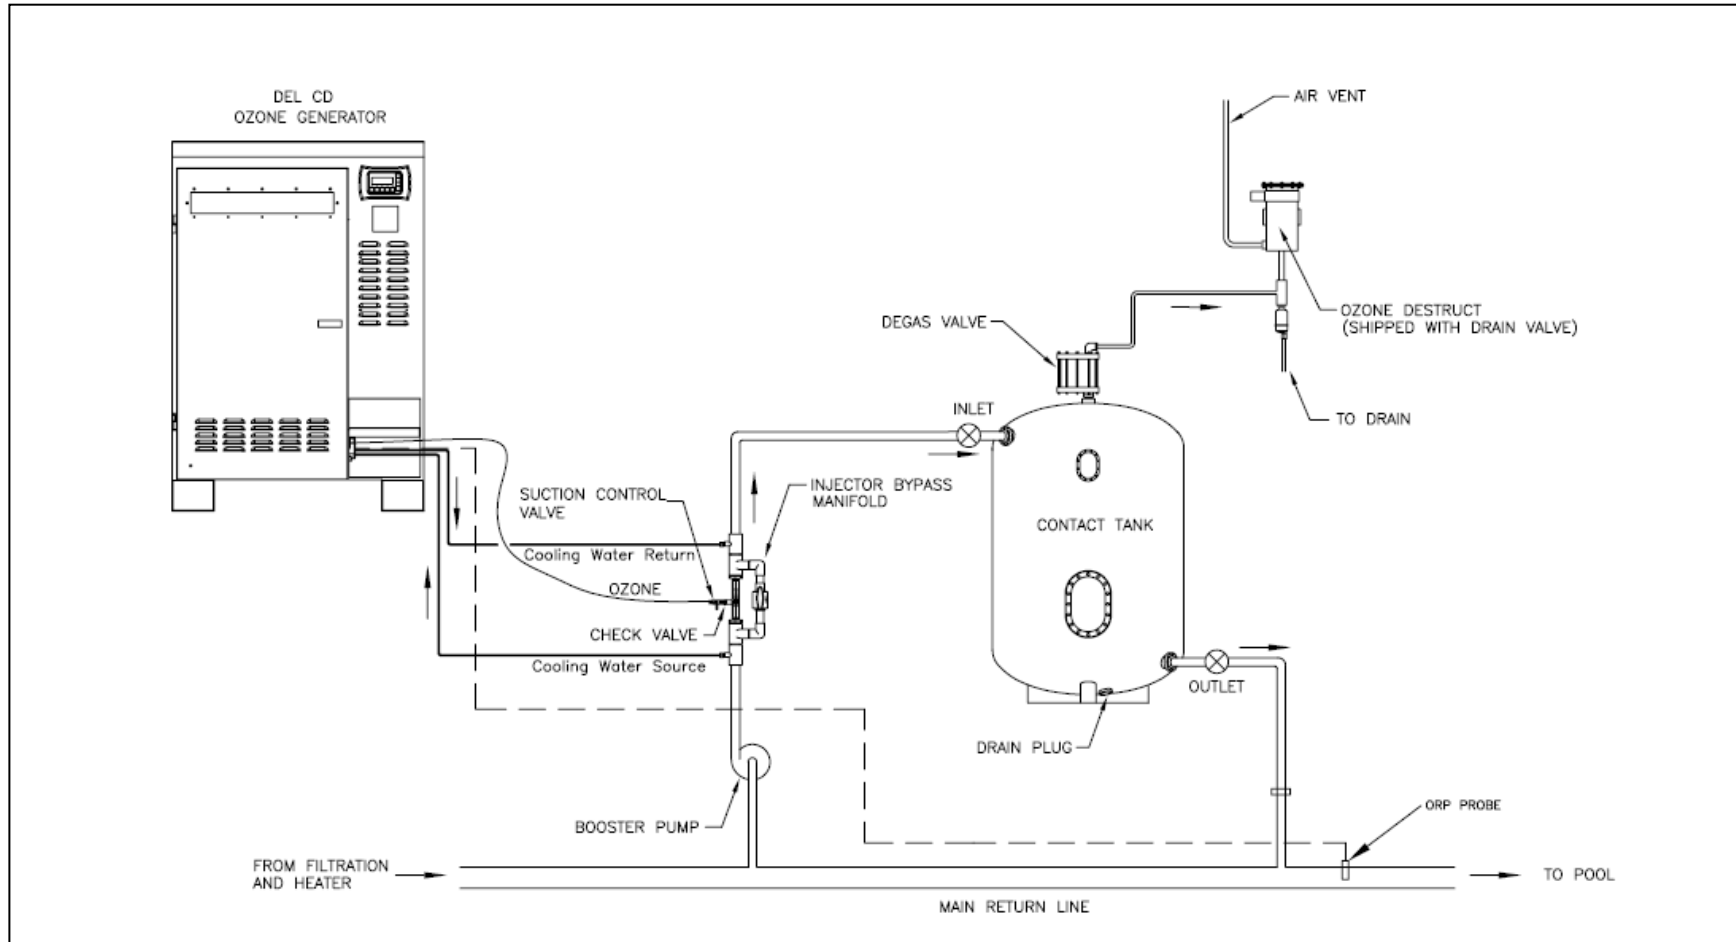 DEL CD
OZONE GENERATOR
AIR VENT
OZONE DESTRUCT
(SHIPPED WITH DRAIN VALVE)
DEGAS VALVE
TO DRAIN
INLET
SUCTION CONTROL
VALVE
INJECTOR BYPASS
MANIFOLD
CONTACT TANK
Cooling Water Return
OZONE
CHECK VALVE
Cooling Water Source
OUTLET
DRAIN PLUG
BOOSTER PUMP
ORP PROBE
FROM FILTRATION
AND HEATER
TO POOL
MAIN RETURN LINE